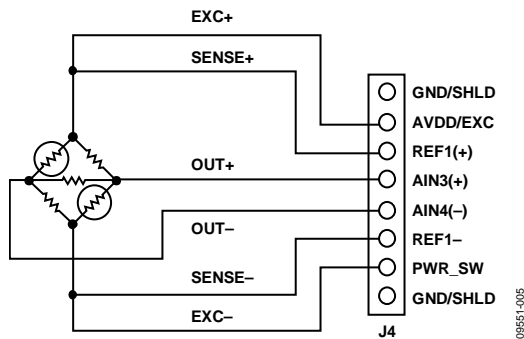 EXC+
SENSE+
GND/SHLD
AVDD/EXC
REF1(+)
OUT+
AIN3(+)
AIN4(–)
OUT–
REF1–
SENSE–
PWR_SW
GND/SHLD
EXC–
J4
09551-005